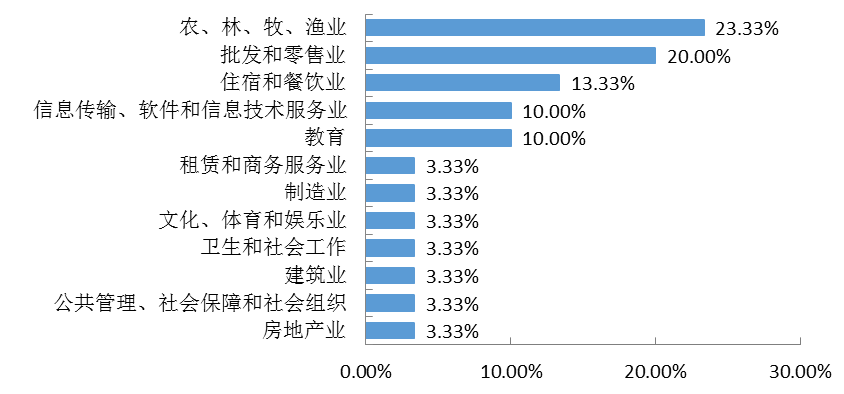 农、林、牧、渔业 23.33%
批发和零售业 20.00%
住宿和餐饮业 13.33%
信息传输、软件和信息技术服务业 10.00%
教育 10.00%
租赁和商务服务业 3.33%
制造业 3.33%
文化、体育和娱乐业 3.33%
卫生和社会工作 3.33%
建筑业 3.33%
公共管理、社会保障和社会组织 3.33%
房地产业 3.33%
0.00% 10.00% 20.00% 30.00%